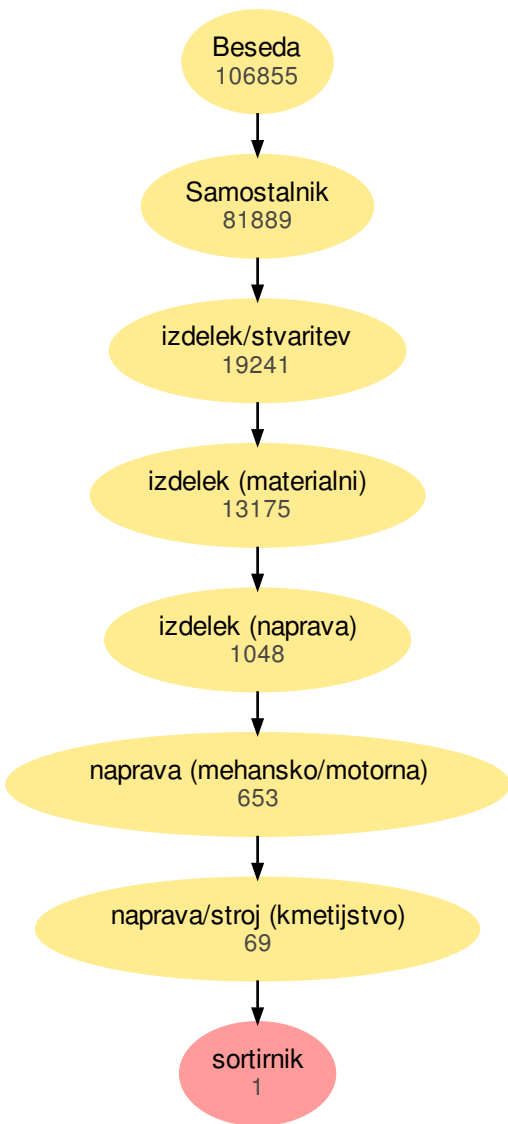 Beseda
106855
Samostalnik
81889
izdelek/stvaritev
19241
izdelek (materialni)
13175
izdelek (naprava)
1048
naprava (mehansko/motorna)
653
naprava/stroj (kmetijstvo)
69
sortirnik
1